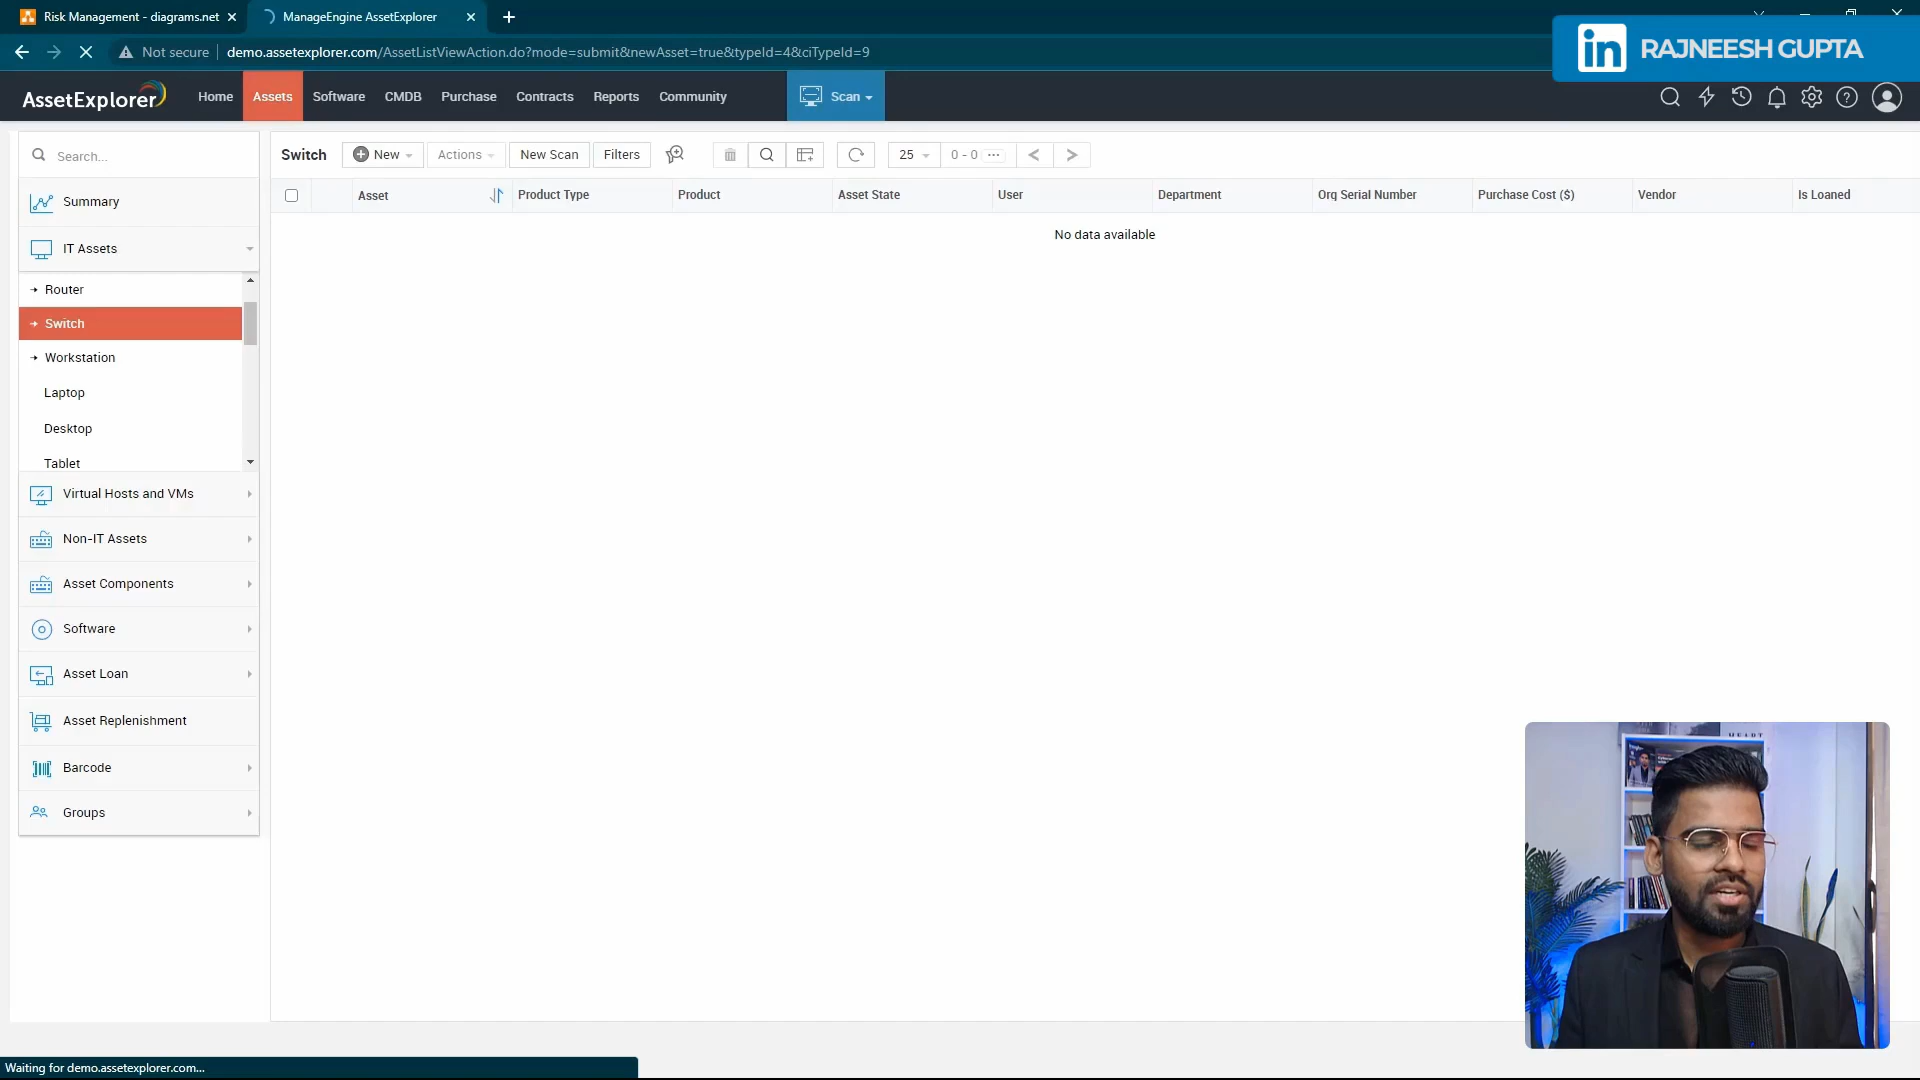 Risk Management - diagrams.net
ManageEngine AssetExplorer
Not secure
demo.assetexplorer.com/AssetListViewAction.do?mode=submit&newAsset=true&typeId=4&ciTypeId=9
in RAJNEESH GUPTA
AssetExplorer
Home
Assets
Software
CMDB
Purchase
Contracts
Reports
Community
Scan
Search...
Switch
New
Actions
New Scan
Filters
25
0 - 0
Asset
Product Type
Product
Asset State
User
Department
Org Serial Number
Purchase Cost ($)
Vendor
Is Loaned
No data available
Summary
IT Assets
Router
Switch
Workstation
Laptop
Desktop
Tablet
Virtual Hosts and VMs
Non-IT Assets
Asset Components
Software
Asset Loan
Asset Replenishment
Barcode
Groups
Waiting for demo.assetexplorer.com...